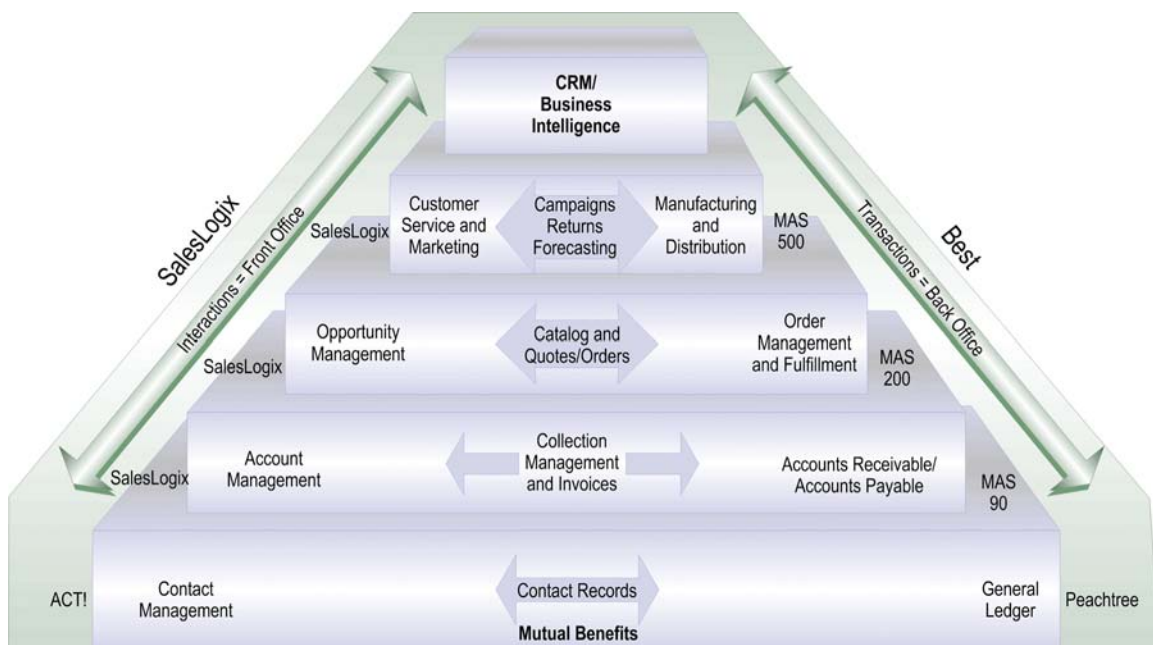 CRM/
Business
Intelligence
SalesLogix
Interactions = Front Office
Best
Transactions = Back Office
SalesLogix
Customer
Service and
Marketing
Campaigns
Returns
Forecasting
Manufacturing
and
Distribution
MAS
500
SalesLogix
Opportunity
Management
Catalog and
Quotes/Orders
Order
Management
and Fulfillment
MAS
200
SalesLogix
Account
Management
Collection
Management
and Invoices
Accounts Receivable/
Accounts Payable
MAS
90
ACT!
Contact
Management
Contact Records
Mutual Benefits
General
Ledger
Peachtree